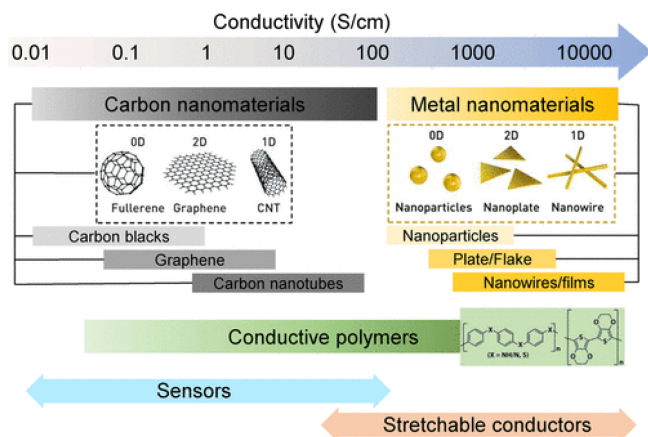 Conductivity (S/cm)
0.01 0.1 1 10 100 1000 10000
Carbon nanomaterials
Metal nanomaterials
0D 2D 1D
Fullerene Graphene CNT
0D 2D 1D
Nanoparticles Nanoplate Nanowire
Carbon blacks
Nanoparticles
Graphene
Plate/Flake
Carbon nanotubes
Nanowires/films
Conductive polymers
X X X n
(X = NH/N, S)
O O S S O O n
Sensors
Stretchable conductors